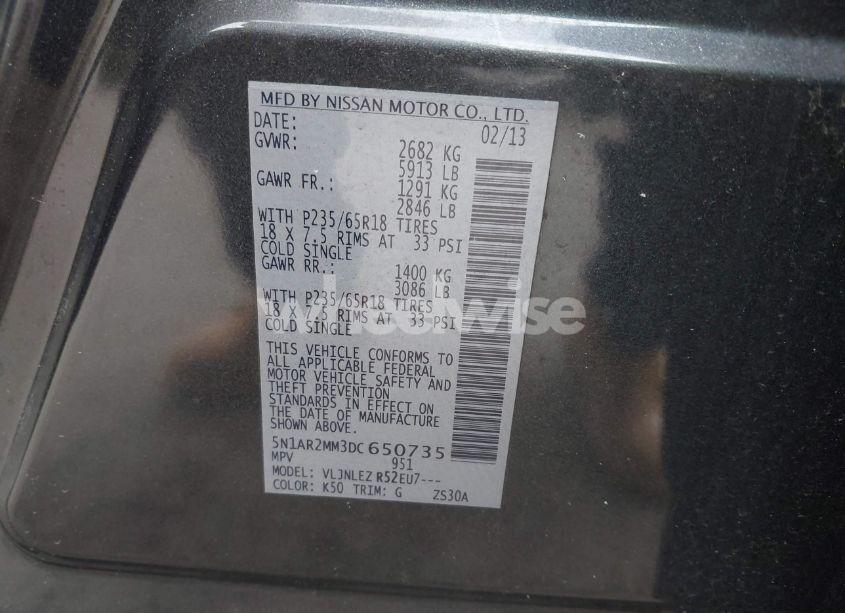 MFD BY NISSAN MOTOR CO., LTD.
DATE: 02/13
GVWR: 2682 KG
5913 LB
GAWR FR.: 1291 KG
2846 LB
WITH P235/65R18 TIRES
18 X 7.5 RIMS AT 33 PSI
COLD SINGLE
GAWR RR.: 1400 KG
3086 LB
WITH P235/65R18 TIRES
18 X 7.5 RIMS AT 33 PSI
COLD SINGLE
wheelwise
THIS VEHICLE CONFORMS TO
ALL APPLICABLE FEDERAL
MOTOR VEHICLE SAFETY AND
THEFT PREVENTION
STANDARDS IN EFFECT ON
THE DATE OF MANUFACTURE
SHOWN ABOVE.
5N1AR2MM3DC650735
MPV 951
MODEL: VLJNLEZ R52EU7---
COLOR: K50 TRIM: G ZS30A